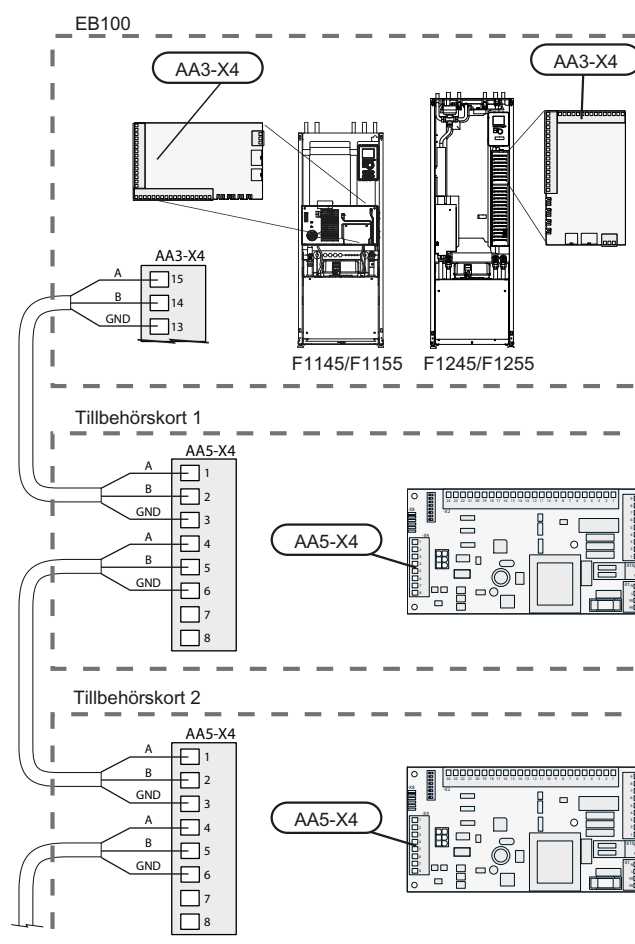 EB100
AA3-X4
AA3-X4
AA3-X4
A
15
B
14
GND
13
F1145/F1155
F1245/F1255
Tillbehörskort 1
AA5-X4
A
1
B
2
GND
3
A
4
B
5
GND
6
7
8
AA5-X4
Tillbehörskort 2
AA5-X4
A
1
B
2
GND
3
A
4
B
5
GND
6
7
8
AA5-X4